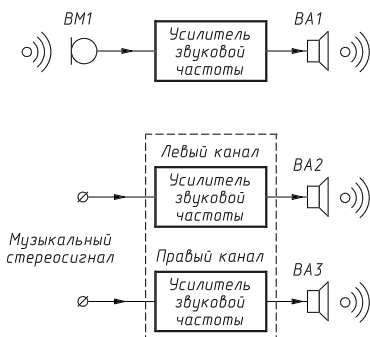 BM1
Усилитель
звуковой
частоты
BA1
Левый канал
Усилитель
звуковой
частоты
BA2
Музыкальный
стереосигнал
Правый канал
Усилитель
звуковой
частоты
BA3